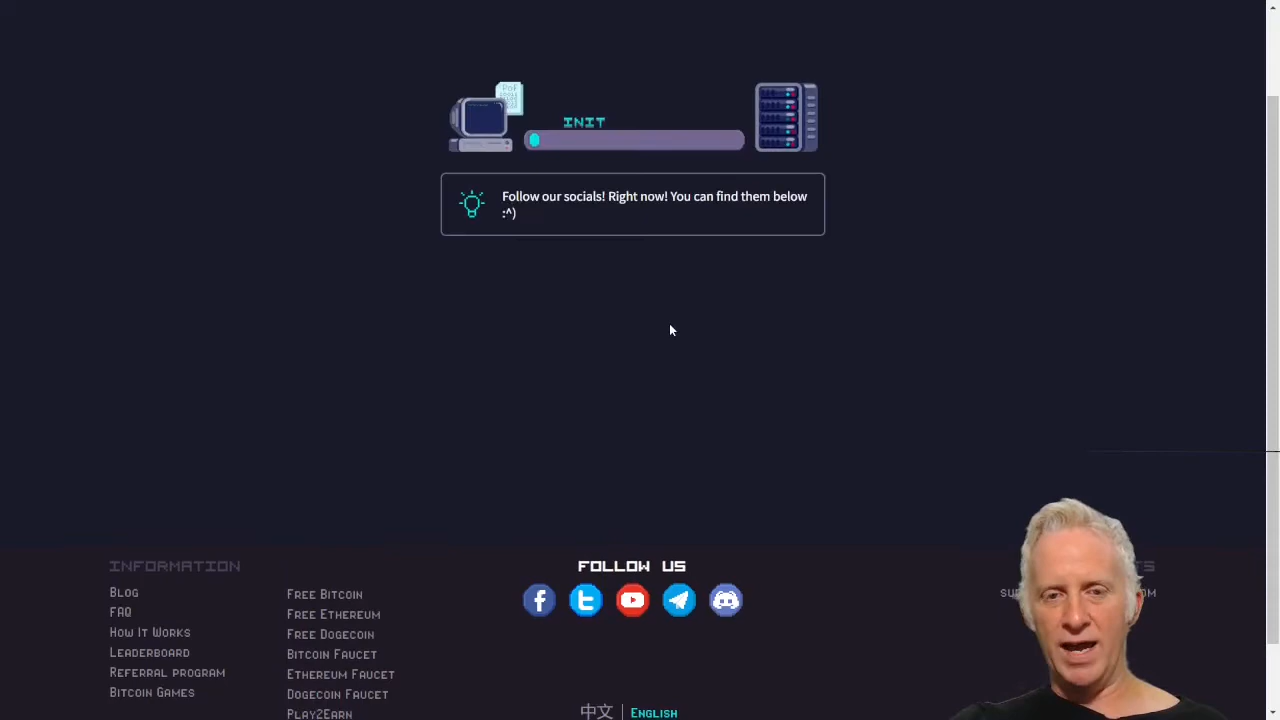 INIT
Follow our socials! Right now! You can find them below
:^)
INFORMATION
Blog
FAQ
How It Works
Leaderboard
Referral program
Bitcoin Games
Free Bitcoin
Free Ethereum
Free Dogecoin
Bitcoin Faucet
Ethereum Faucet
Dogecoin Faucet
Play2Earn
FOLLOW US
中文 | English